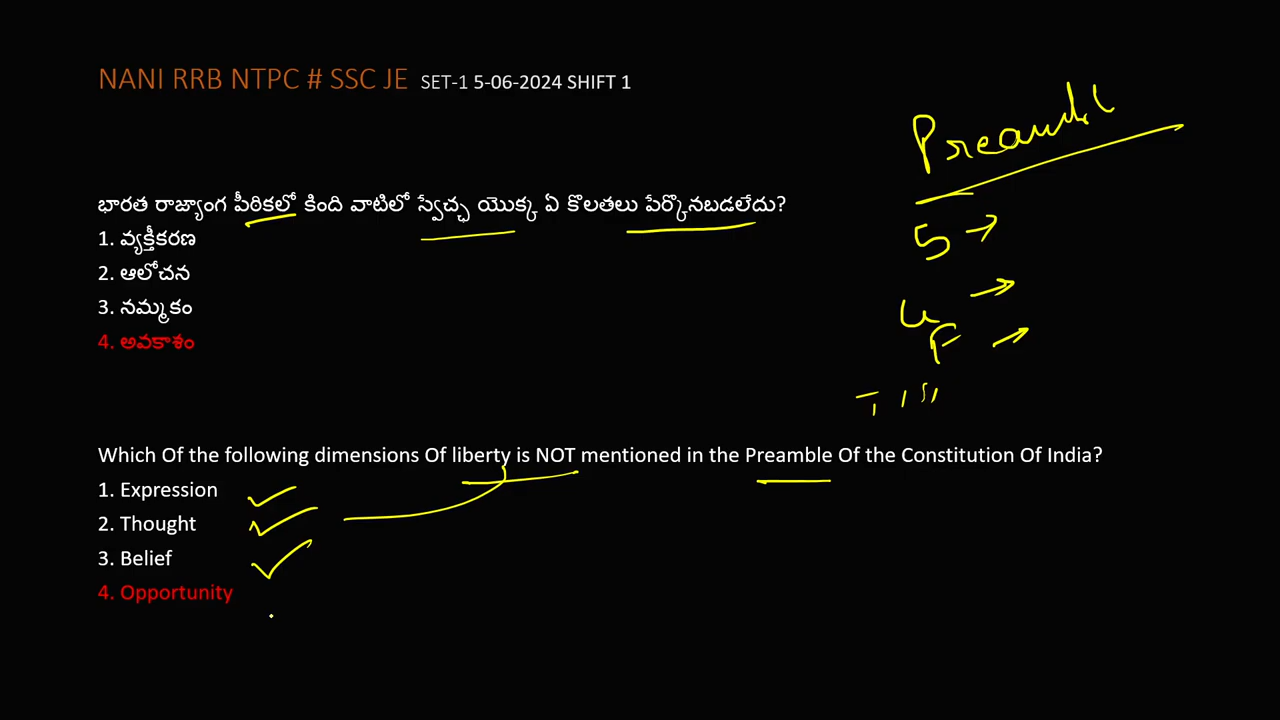 NANI RRB NTPC # SSC JE SET-1 5-06-2024 SHIFT 1
భారత రాజ్యాంగ పీఠికలో కింది వాటిలో స్వేచ్ఛ యొక్క ఏ కొలతలు పేర్కొనబడలేదు?
1. వ్యక్తీకరణ
2. ఆలోచన
3. నమ్మకం
4. అవకాశం
Which Of the following dimensions Of liberty is NOT mentioned in the Preamble Of the Constitution Of India?
1. Expression
2. Thought
3. Belief
4. Opportunity
5
F